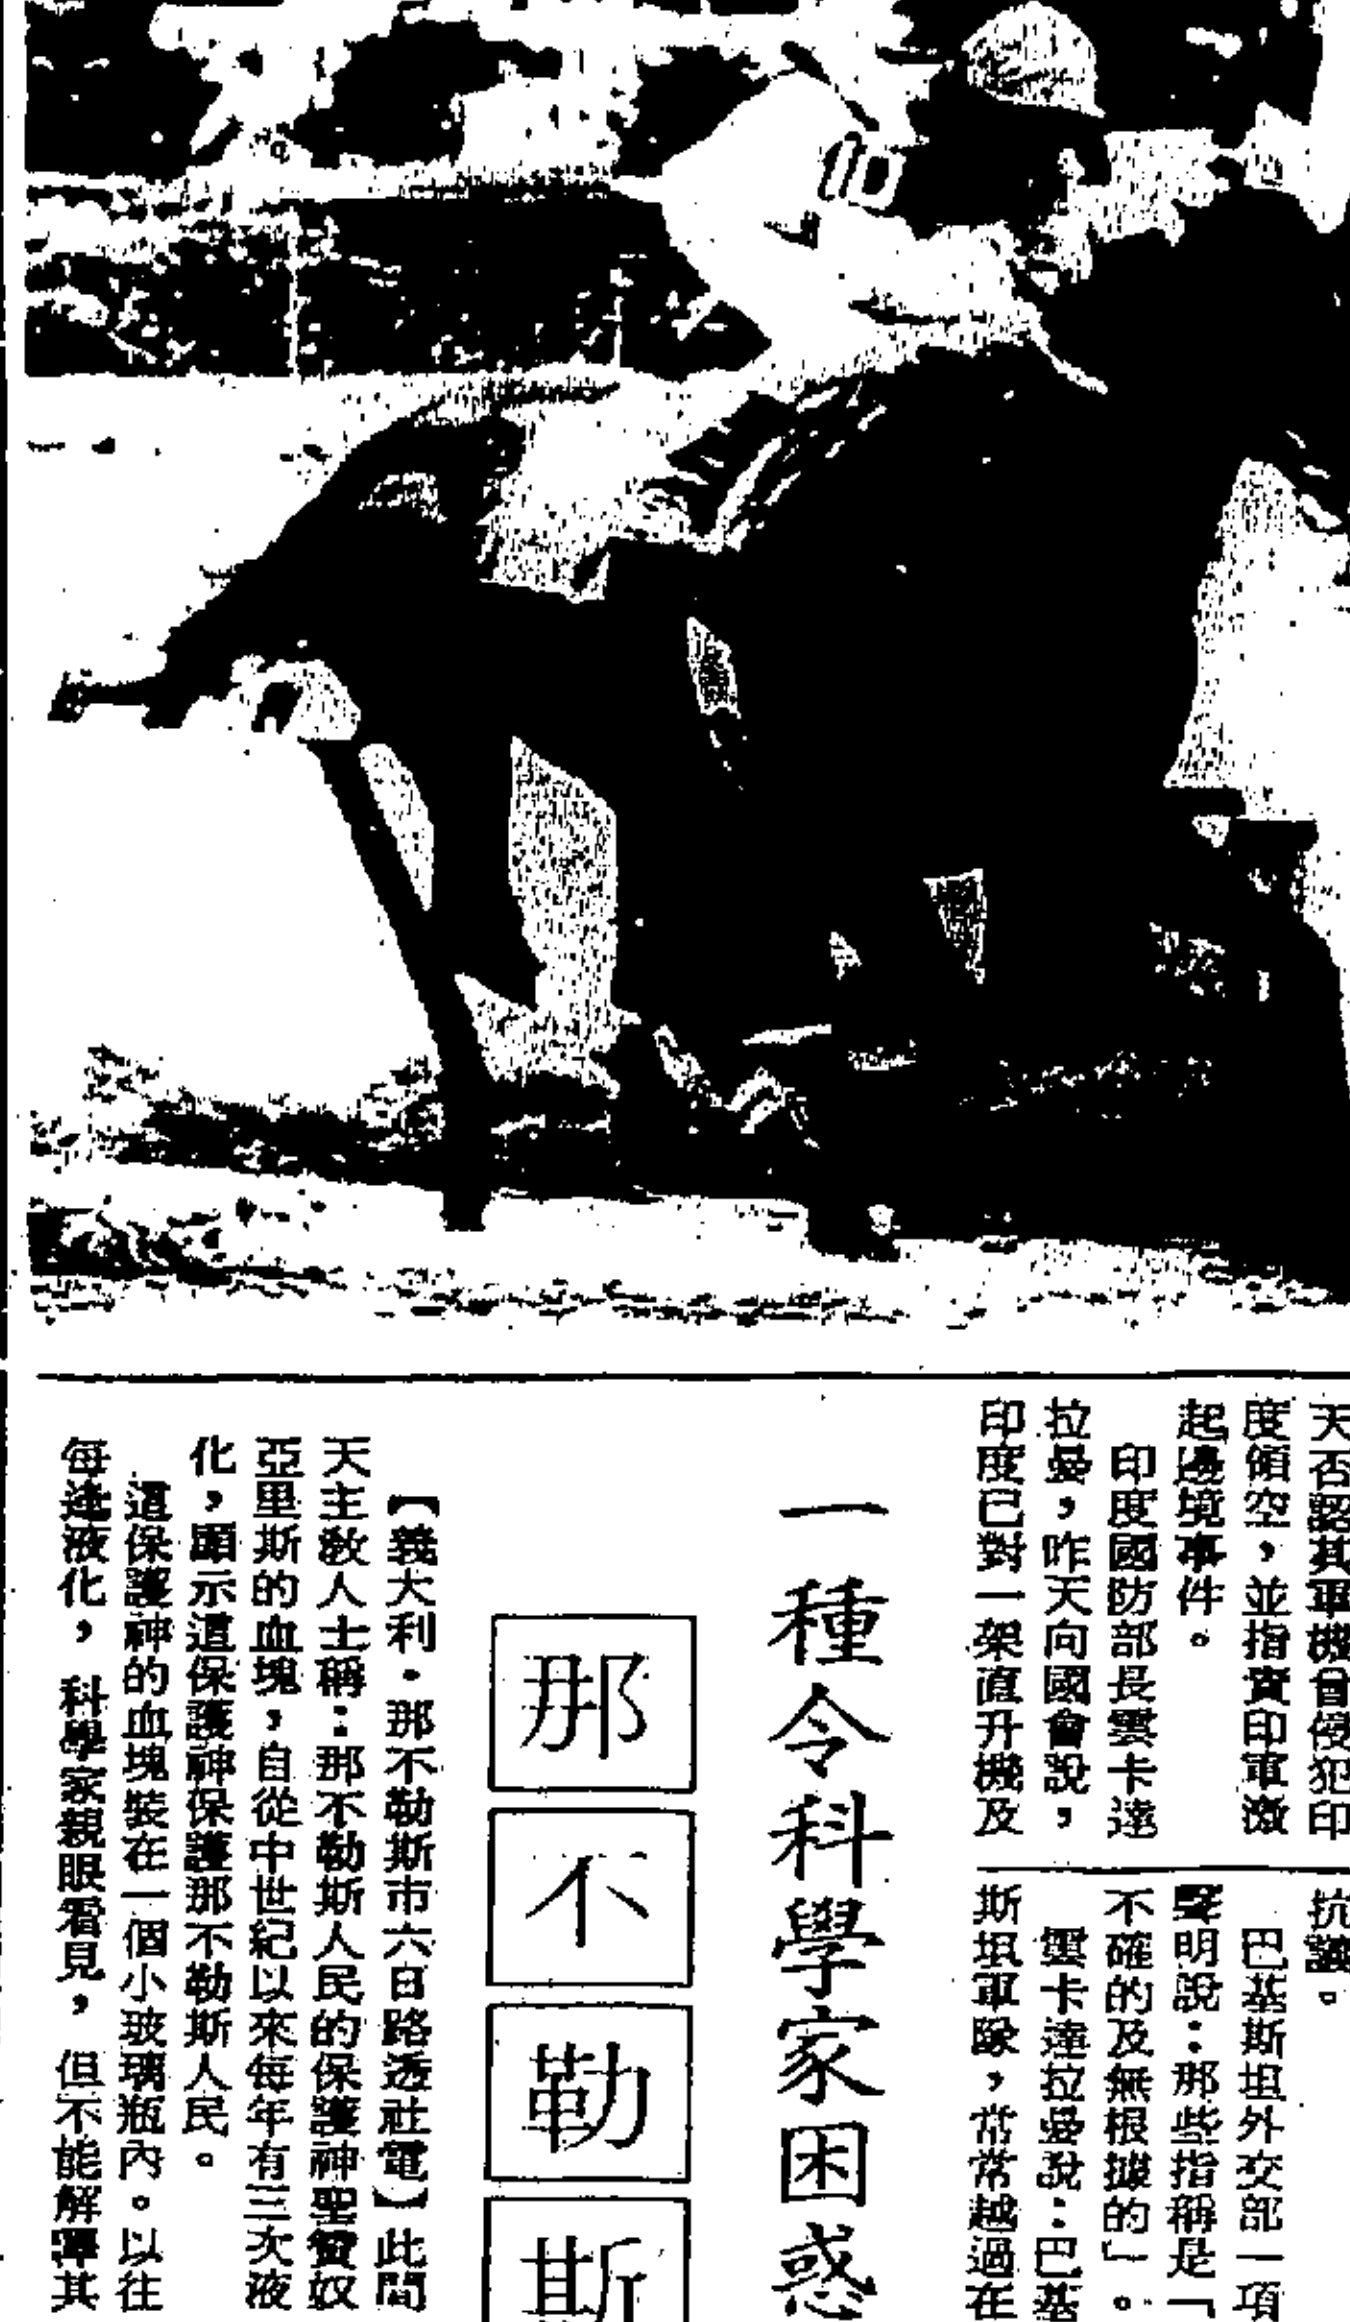 10
天否認其軍機曾侵犯印
度領空，並指責印軍激
起邊境事件。
印度國防部長雲卡達
拉曼，昨天向國會說，
印度已對一架直升機及
抗議。
巴基斯坦外交部一項
聲明說：那些指稱是「
不確的及無根據的」。
雲卡達拉曼說：巴基
斯坦軍隊，常常越過在
一種令科學家困惑
那不勒斯
【義大利・那不勒斯市六日路透社電】此間
天主教人士稱：那不勒斯人民的保護神聖贊奴
亞里斯的血塊，自從中世紀以來每年有三次液
化，顯示這保護神保護那不勒斯人民。
這保護神的血塊裝在一個小玻璃瓶內。以往
每逢液化，科學家親眼看見，但不能解釋其